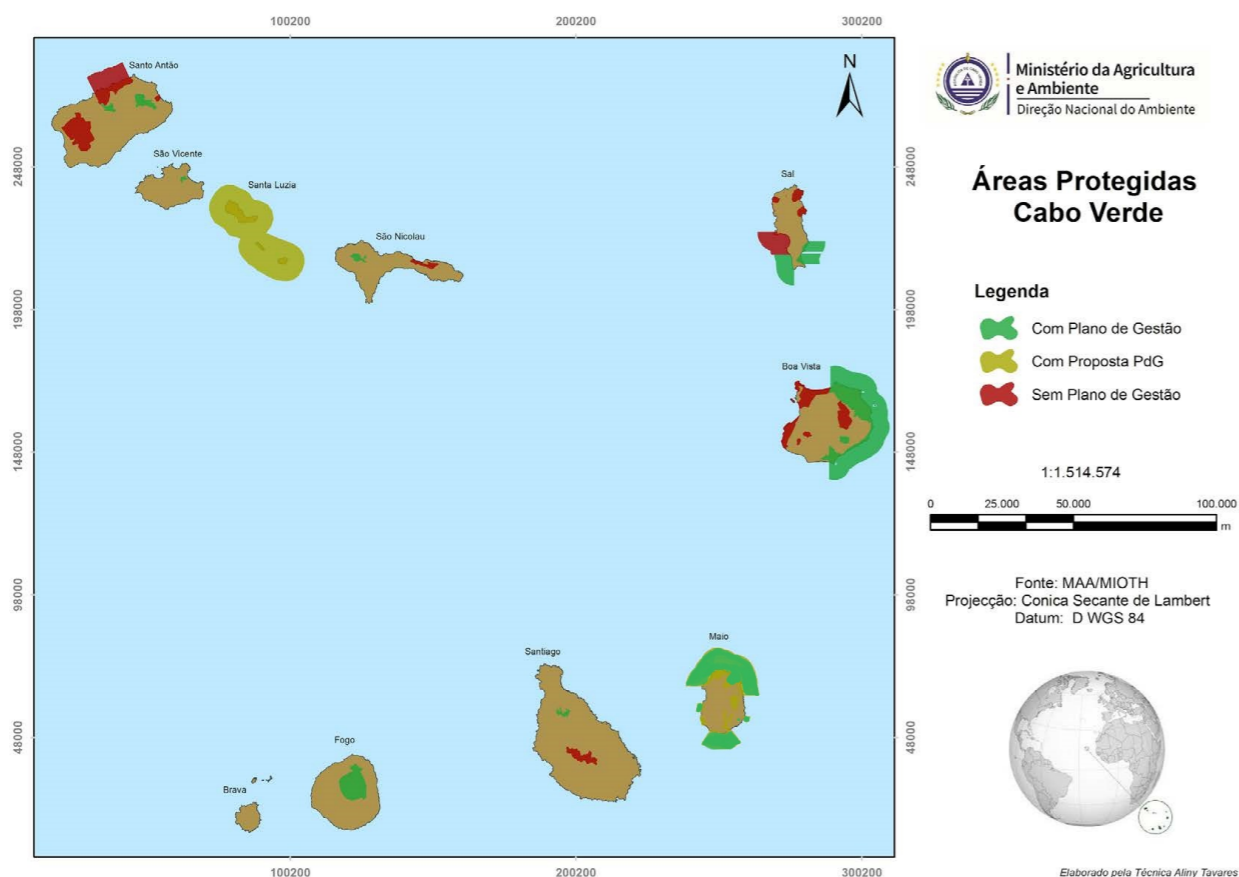 100200
200200
300200
248000
198000
148000
98000
48000
248000
198000
148000
98000
48000
100200
200200
300200
N
Santo Antão
São Vicente
Santa Luzia
São Nicolau
Sal
Boa Vista
Maio
Santiago
Fogo
Brava
Ministério da Agricultura
e Ambiente
Direção Nacional do Ambiente
Áreas Protegidas
Cabo Verde
Legenda
Com Plano de Gestão
Com Proposta PdG
Sem Plano de Gestão
1:1.514.574
0 25.000 50.000 100.000
m
Fonte: MAA/MIOTH
Projecção: Conica Secante de Lambert
Datum: D WGS 84
Elaborado pela Técnica Aliny Tavares